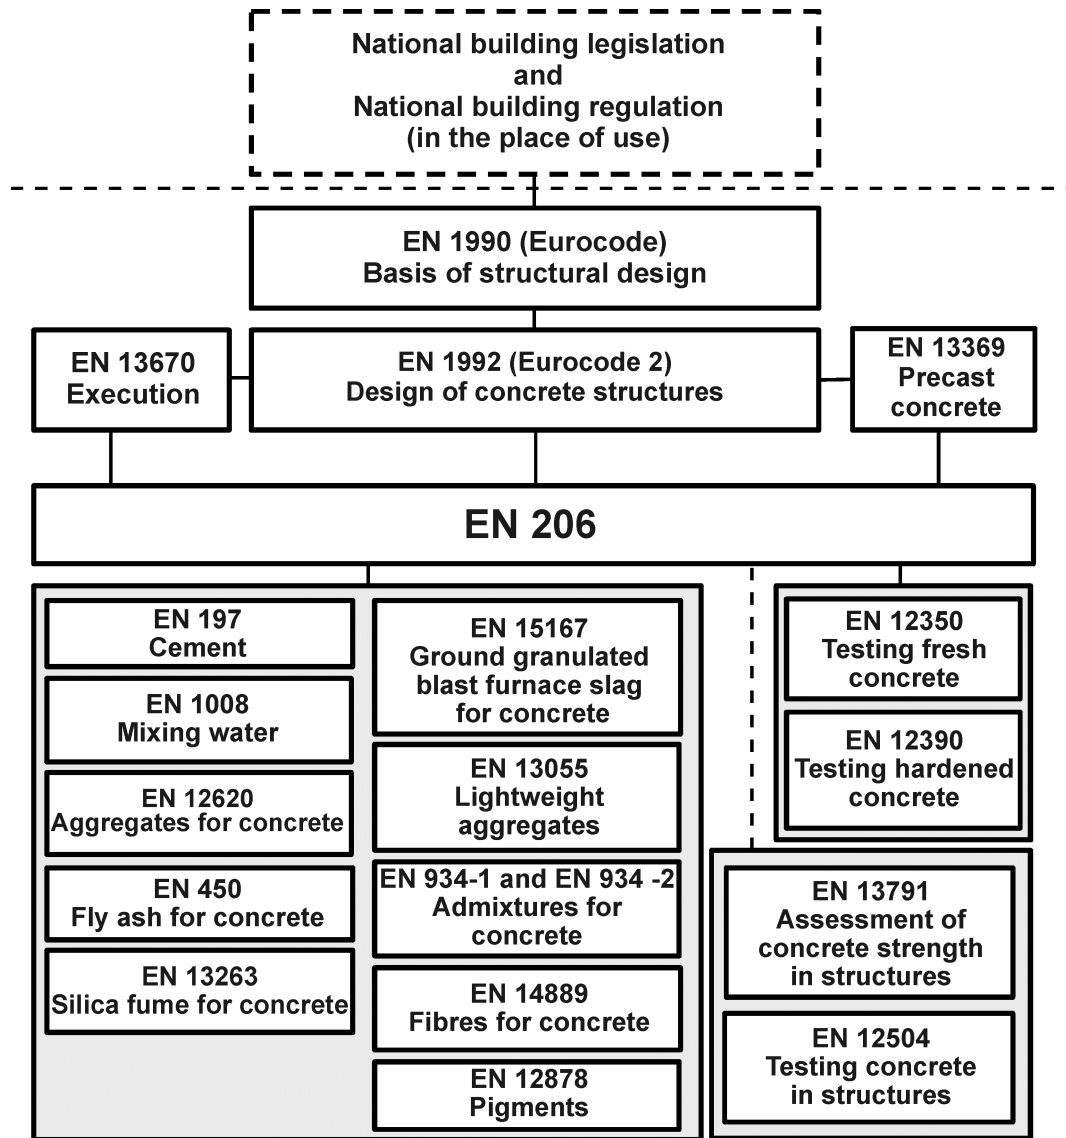 National building legislation
and
National building regulation
(in the place of use)
EN 1990 (Eurocode)
Basis of structural design
EN 13670
Execution
EN 1992 (Eurocode 2)
Design of concrete structures
EN 13369
Precast
concrete
EN 206
EN 197
Cement
EN 1008
Mixing water
EN 12620
Aggregates for concrete
EN 450
Fly ash for concrete
EN 13263
Silica fume for concrete
EN 15167
Ground granulated
blast furnace slag
for concrete
EN 13055
Lightweight
aggregates
EN 934-1 and EN 934 -2
Admixtures for
concrete
EN 14889
Fibres for concrete
EN 12878
Pigments
EN 12350
Testing fresh
concrete
EN 12390
Testing hardened
concrete
EN 13791
Assessment of
concrete strength
in structures
EN 12504
Testing concrete
in structures